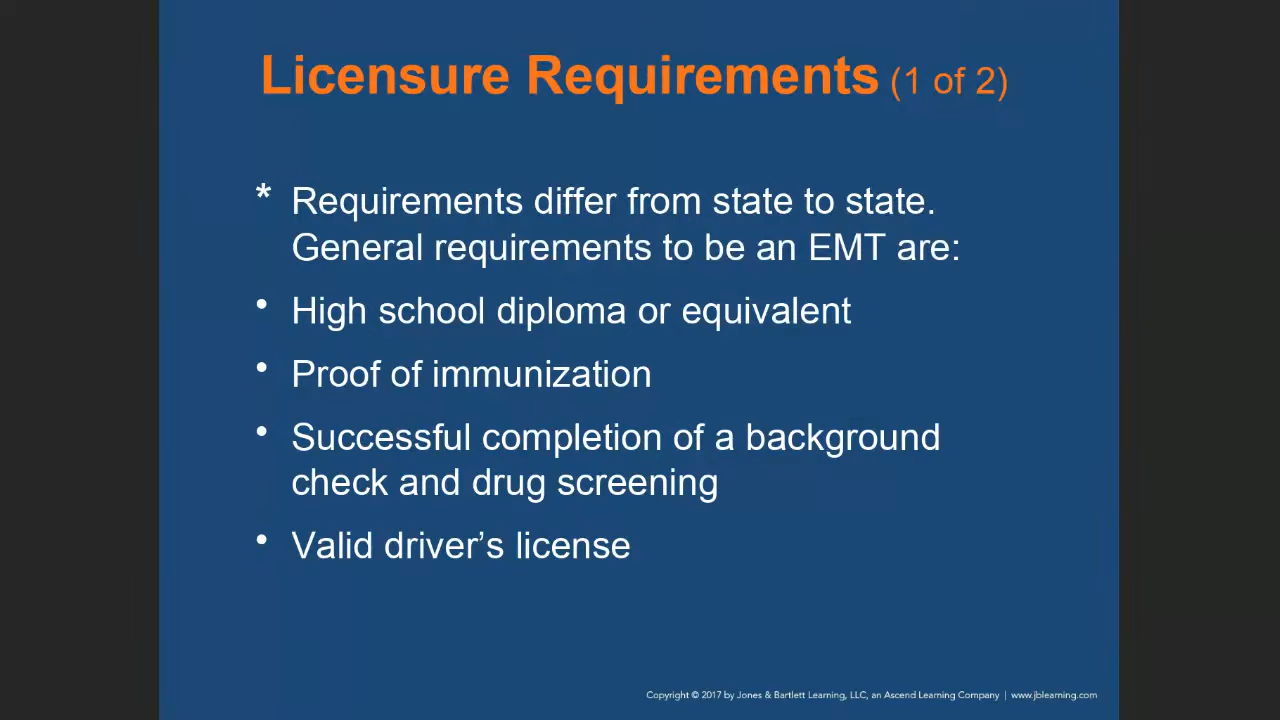 Licensure Requirements (1 of 2)
* Requirements differ from state to state.
General requirements to be an EMT are:
• High school diploma or equivalent
• Proof of immunization
• Successful completion of a background
check and drug screening
• Valid driver’s license
Copyright © 2017 by Jones & Bartlett Learning, LLC, an Ascend Learning Company | www.jblearning.com